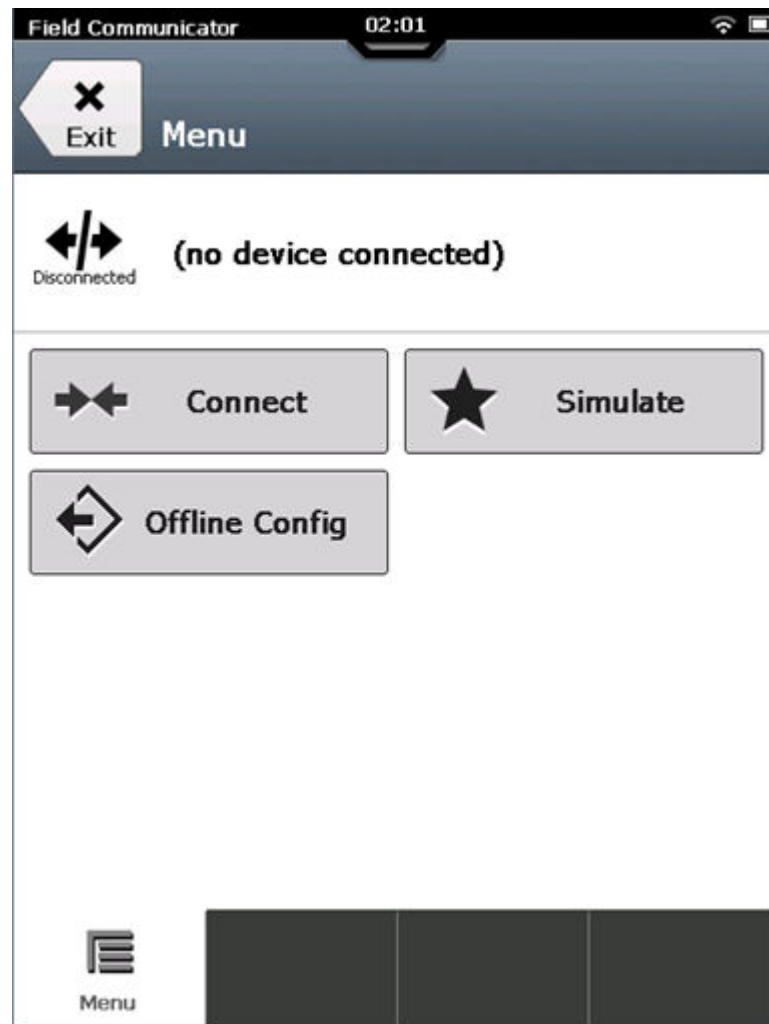 Field Communicator 02:01
Exit
Menu
Disconnected
(no device connected)
Connect
Simulate
Offline Config
Menu